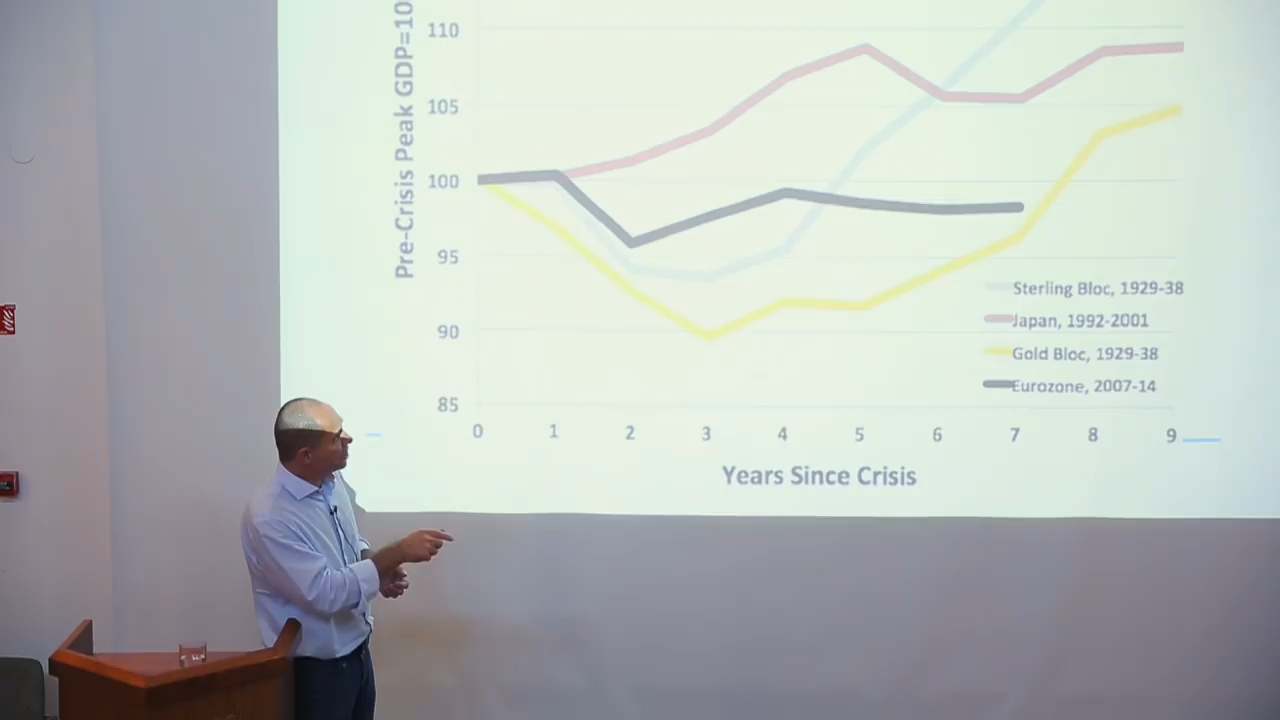 Pre-Crisis Peak GDP=10
110
105
100
95
90
85
Sterling Bloc, 1929-38
Japan, 1992-2001
Gold Bloc, 1929-38
Eurozone, 2007-14
0 1 2 3 4 5 6 7 8 9
Years Since Crisis